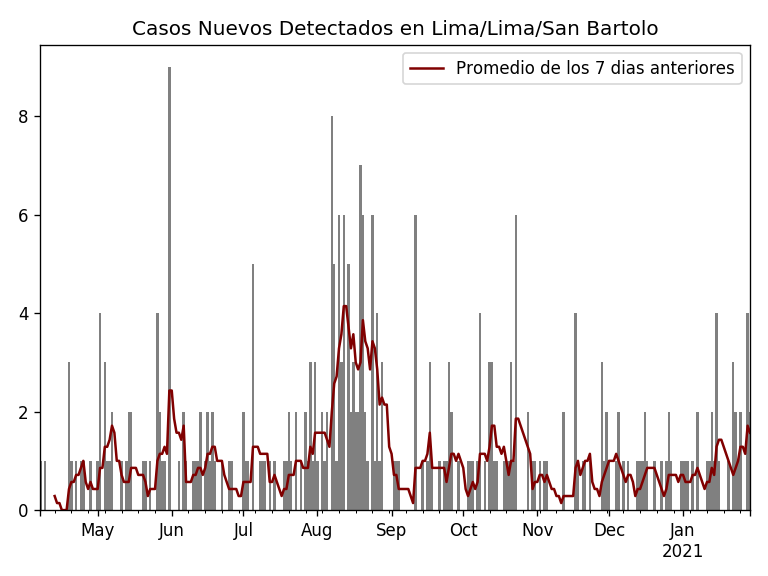 Casos Nuevos Detectados en Lima/Lima/San Bartolo
Promedio de los 7 dias anteriores
8
6
4
2
0
May Jun Jul Aug Sep Oct Nov Dec Jan
2021